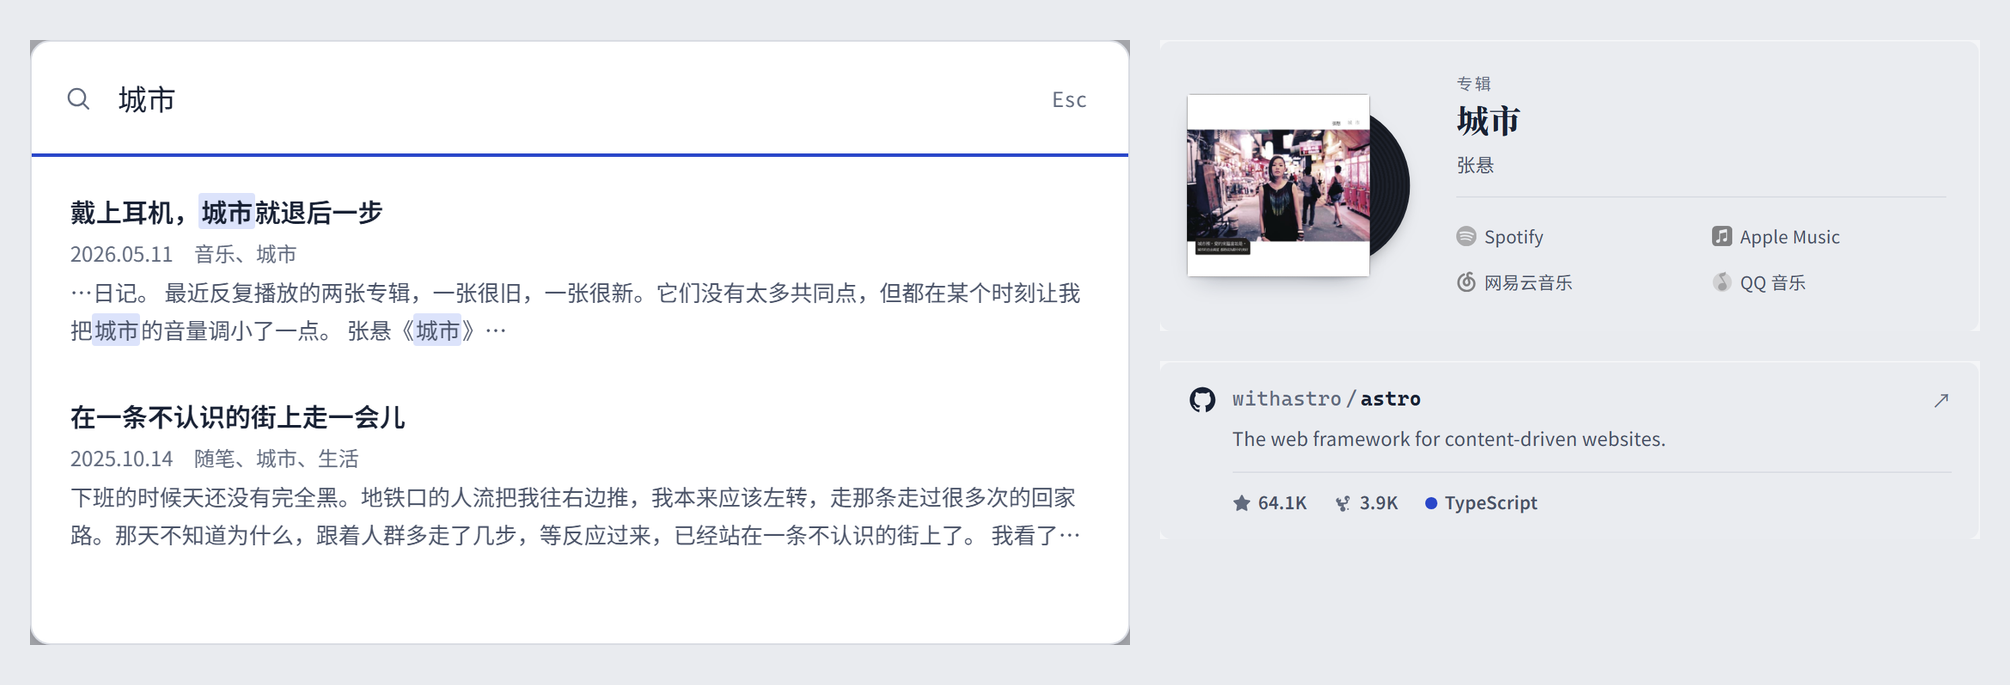 城市
Esc
戴上耳机，城市就退后一步
2026.05.11 音乐、城市
…日记。 最近反复播放的两张专辑，一张很旧，一张很新。它们没有太多共同点，但都在某个时刻让我
把城市的音量调小了一点。 张悬《城市》…
在一条不认识的街上走一会儿
2025.10.14 随笔、城市、生活
下班的时候天还没有完全黑。地铁口的人流把我往右边推，我本来应该左转，走那条走过很多次的回家
路。那天不知道为什么，跟着人群多走了几步，等反应过来，已经站在一条不认识的街上了。 我看了…
专辑
城市
张悬
Spotify
Apple Music
网易云音乐
QQ 音乐
withastro/astro
The web framework for content-driven websites.
64.1K 3.9K TypeScript